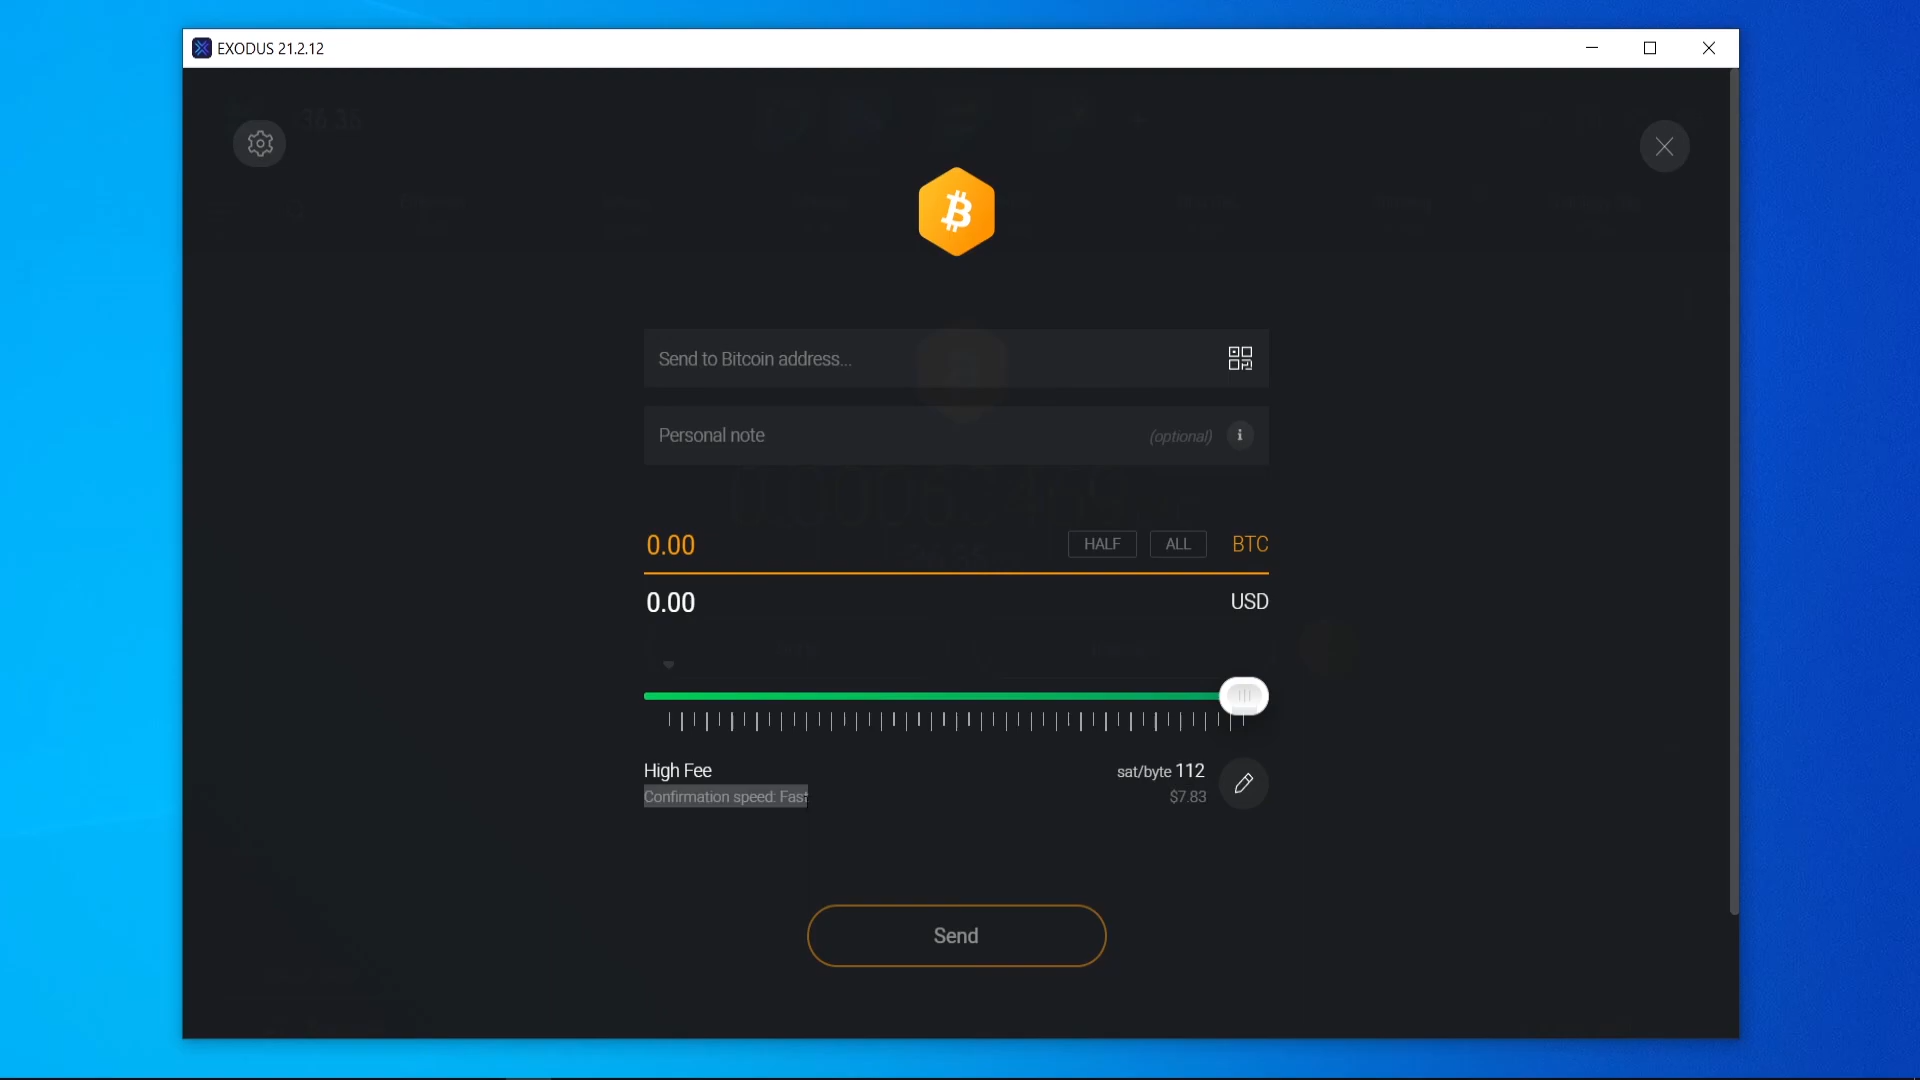 EXODUS 21.2.12
Send to Bitcoin address...
Personal note (optional)
0.00 HALF ALL BTC
0.00 USD
High Fee sat/byte 112
Confirmation speed: Fast $7.83
Send